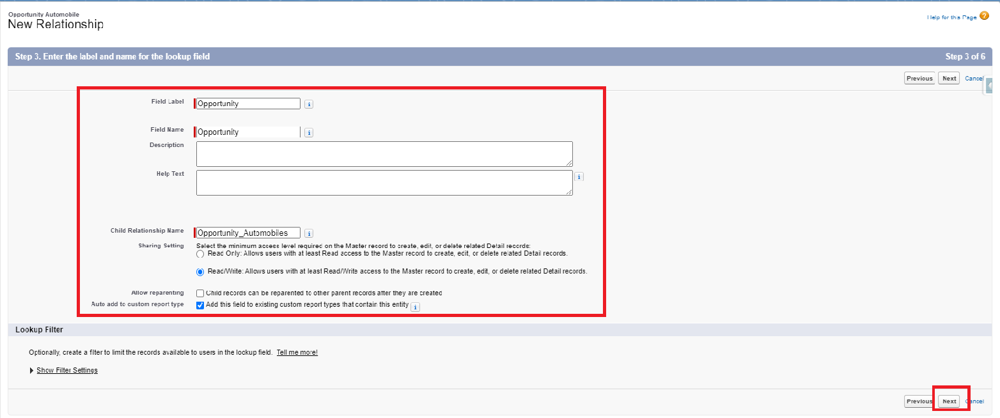 Opportunity Automobile
New Relationship
Help for this Page ?
Step 3. Enter the label and name for the lookup field
Step 3 of 6
Previous Next Cancel
Field Label Opportunity i
Field Name Opportunity i
Description
Help Text i
Child Relationship Name Opportunity_Automobiles i
Sharing Setting Select the minimum access level required on the Master record to create, edit, or delete related Detail records:
Read Only: Allows users with at least Read access to the Master record to create, edit, or delete related Detail records.
Read/Write: Allows users with at least Read/Write access to the Master record to create, edit, or delete related Detail records.
Allow reparenting Child records can be reparented to other parent records after they are created
Auto add to custom report type Add this field to existing custom report types that contain this entity i
Lookup Filter
Optionally, create a filter to limit the records available to users in the lookup field. Tell me more!
Show Filter Settings
Previous Next Cancel